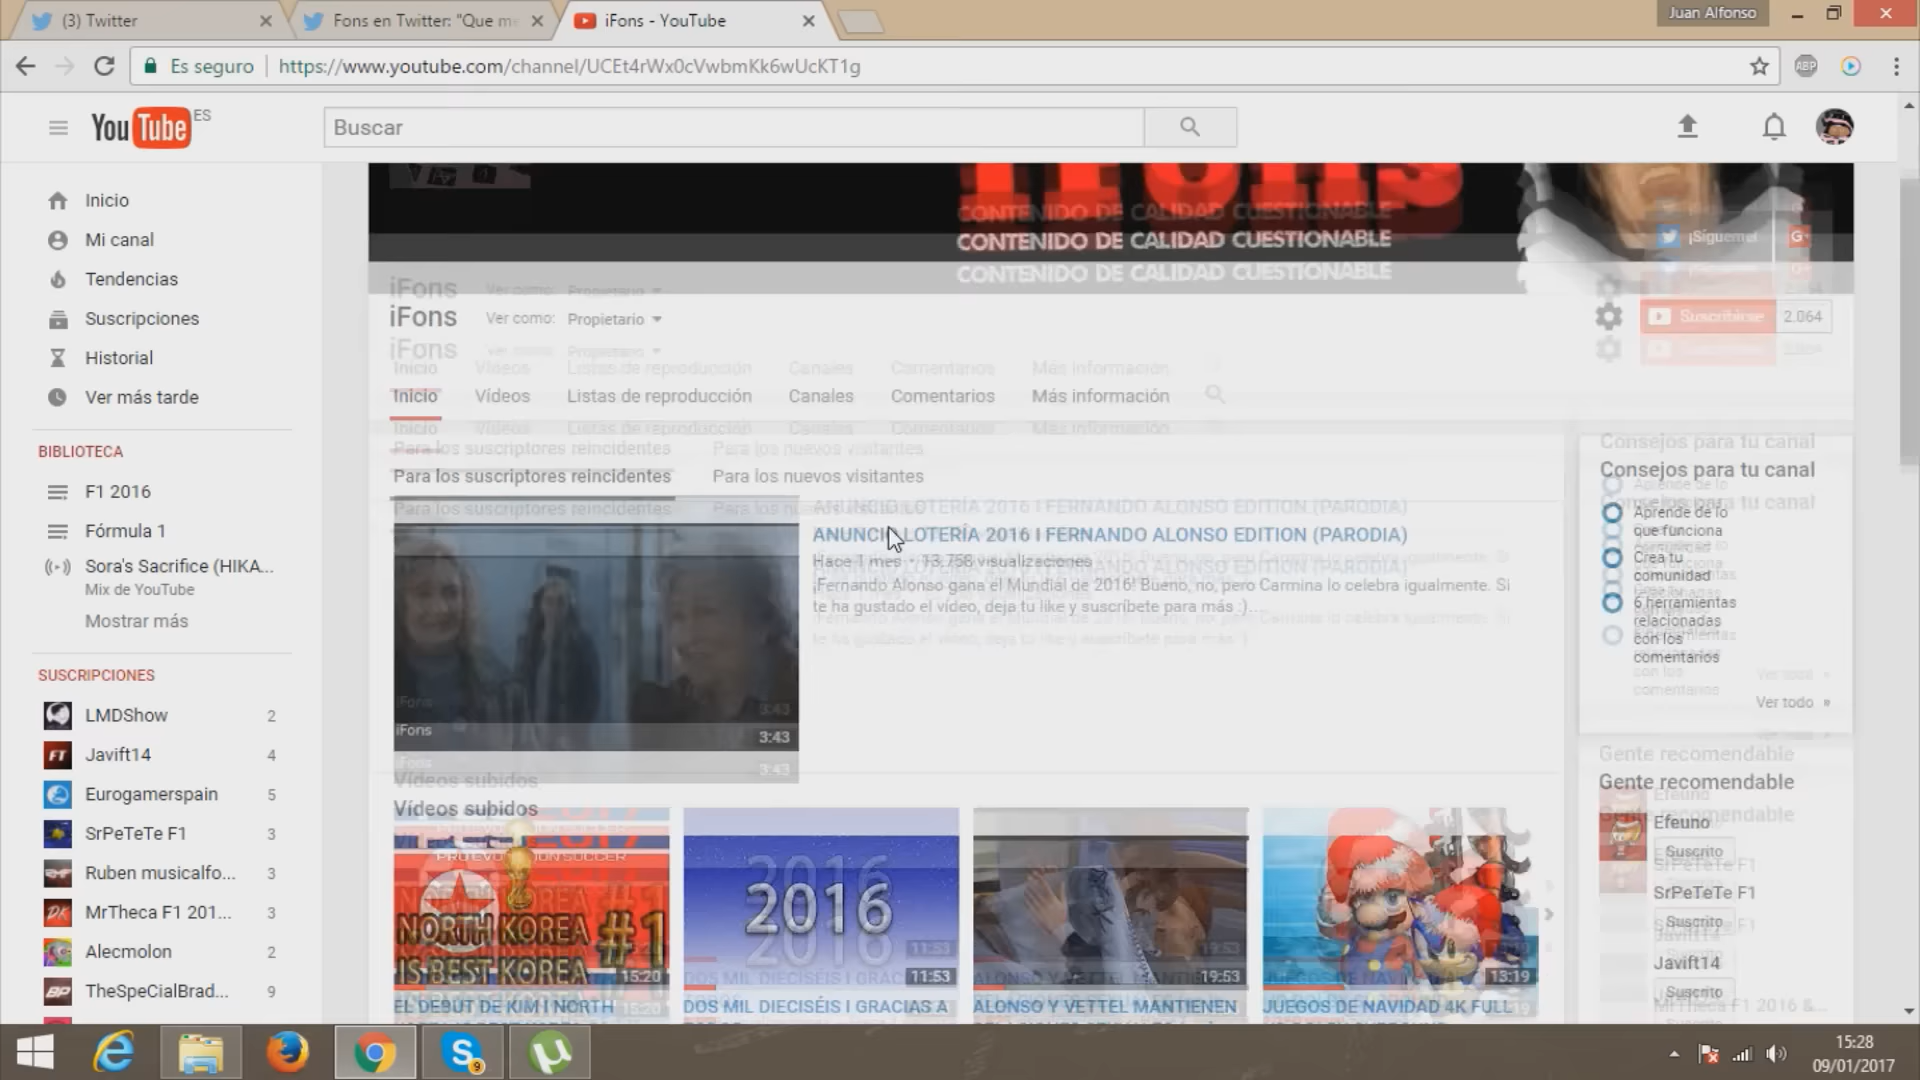 (3) Twitter
Fons en Twitter: "Que me
iFons - YouTube
Juan Alfonso
Es seguro
https://www.youtube.com/channel/UCEt4rWx0cVwbmKk6wUcKT1g
ABP
YouTube ES
Buscar
Inicio
Mi canal
Tendencias
Suscripciones
Historial
Ver más tarde
BIBLIOTECA
F1 2016
Fórmula 1
Sora's Sacrifice (HIKA...
Mix de YouTube
Mostrar más
SUSCRIPCIONES
LMDShow 2
Javift14 4
Eurogamerspain 5
SrPeTeTe F1 3
Ruben musicalfo... 3
MrTheca F1 201... 3
Alecmolon 2
TheSpeCialBrad... 9
iFons
CONTENIDO DE CALIDAD CUESTIONABLE
¡Sígueme!
iFons
Ver como: Propietario
Suscribirse 2.064
Inicio Vídeos Listas de reproducción Canales Comentarios Más información
Para los suscriptores reincidentes Para los nuevos visitantes
ANUNCIO LOTERÍA 2016 I FERNANDO ALONSO EDITION (PARODIA)
Hace 1 mes • 13.758 visualizaciones
¡Fernando Alonso gana el Mundial de 2016! Bueno, no, pero Carmina lo celebra igualmente. Si
te ha gustado el vídeo, deja tu like y suscríbete para más :)...
iFons
3:43
Vídeos subidos
PRO EVOLUTION SOCCER
NORTH KOREA #1
IS BEST KOREA
15:20
EL DEBUT DE KIM I NORTH
2016
11:53
DOS MIL DIECISÉIS I GRACIAS A
19:53
ALONSO Y VETTEL MANTIENEN
13:19
JUEGOS DE NAVIDAD 4K FULL
Consejos para tu canal
Aprende de lo
que funciona
Crea tu
comunidad
6 herramientas
relacionadas
con los
comentarios
Ver todo »
Gente recomendable
Efeuno
Suscrito
SrPeTeTe F1
Suscrito
Javift14
Suscrito
15:28
09/01/2017